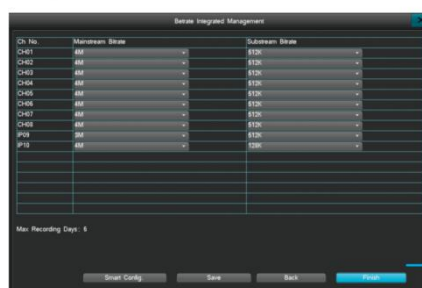 Bitrate Integrated Management
Ch No. Mainstream Bitrate Substream Bitrate
CH01 4M 512K
CH02 4M 512K
CH03 4M 512K
CH04 4M 512K
CH05 4M 512K
CH06 4M 512K
CH07 4M 512K
CH08 4M 512K
IP09 3M 512K
IP10 4M 128K
Max Recording Days: 6
Smart Config. Save Back Finish